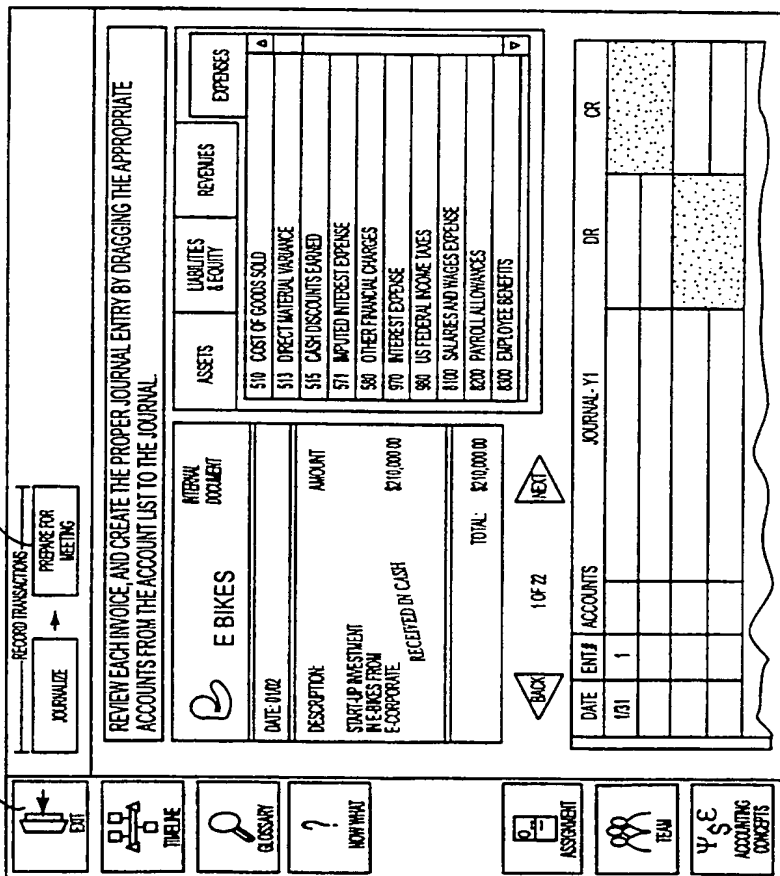 RECORD TRANSACTIONS
JOURNALIZE
PREPARE FOR
MEETING
EXIT
TIMELINE
GLOSSARY
?
NOW WHAT
ASSIGNMENT
TEAM
¥ $ £
ACCOUNTING
CONCEPTS
REVIEW EACH INVOICE, AND CREATE THE PROPER JOURNAL ENTRY BY DRAGGING THE APPROPRIATE
ACCOUNTS FROM THE ACCOUNT LIST TO THE JOURNAL.
E BIKES
INTERNAL
DOCUMENT
DATE: 01/02
DESCRIPTION:
AMOUNT
START-UP INVESTMENT
IN E-BIKES FROM
E-CORPORATE
$210,000.00
RECEIVED IN CASH
TOTAL: $210,000.00
BACK
1 OF 22
NEXT
ASSETS
LIABILITIES
& EQUITY
REVENUES
EXPENSES
510 COST OF GOODS SOLD
513 DIRECT MATERIAL VARIANCE
515 CASH DISCOUNTS EARNED
571 IMPUTED INTEREST EXPENSE
580 OTHER FINANCIAL CHARGES
970 INTEREST EXPENSE
980 US FEDERAL INCOME TAXES
8100 SALARIES AND WAGES EXPENSE
8200 PAYROLL ALLOWANCES
8300 EMPLOYEE BENEFITS
DATE ENT# ACCOUNTS JOURNAL-Y1 DR CR
1/31 1